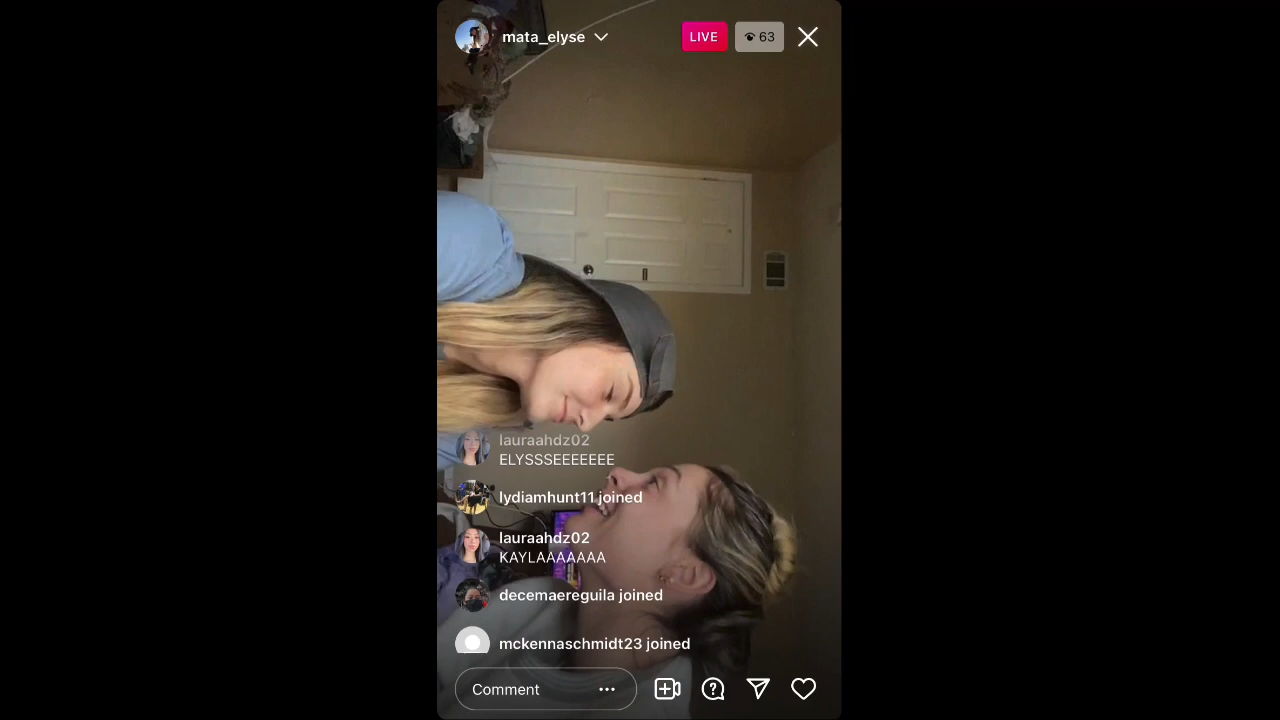 mata_elyse
LIVE
63
lauraahdz02
ELYSSSEEEEEEE
lydiamhunt11 joined
lauraahdz02
KAYLAAAAAAA
decemaereguila joined
mckennaschmidt23 joined
Comment